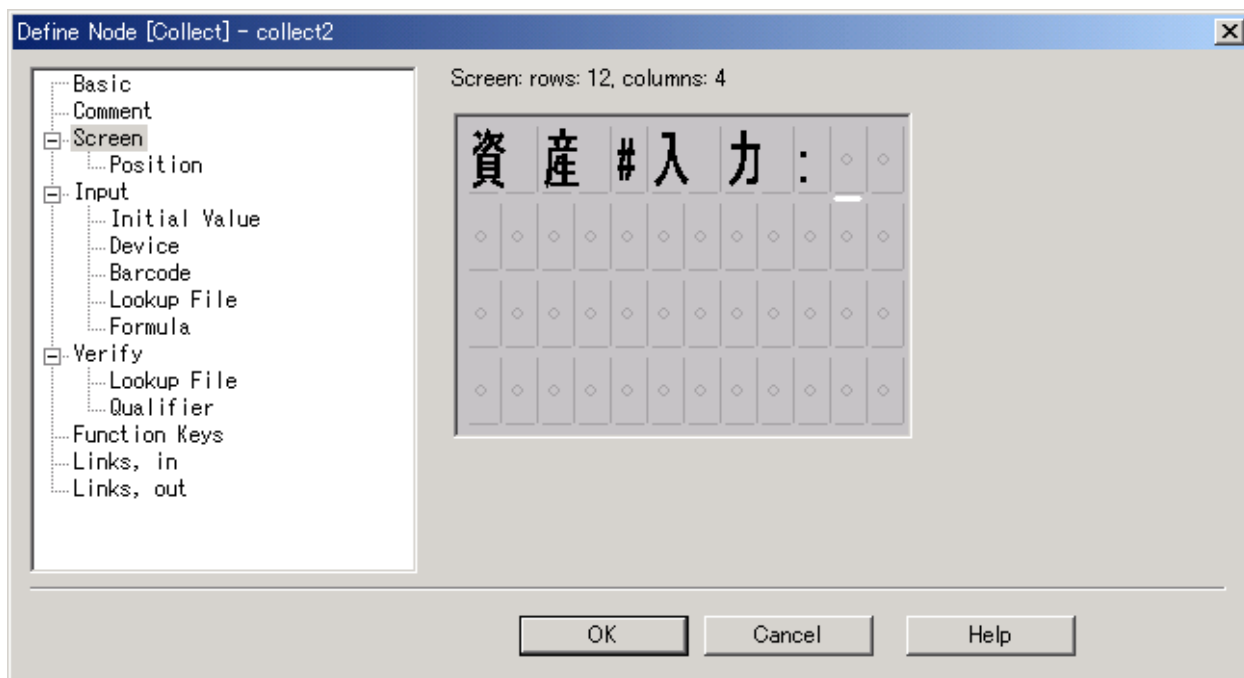 Define Node [Collect] - collect2
Basic
Comment
Screen
Position
Input
Initial Value
Device
Barcode
Lookup File
Formula
Verify
Lookup File
Qualifier
Function Keys
Links, in
Links, out
Screen: rows: 12, columns: 4
資産#入力:
OK
Cancel
Help